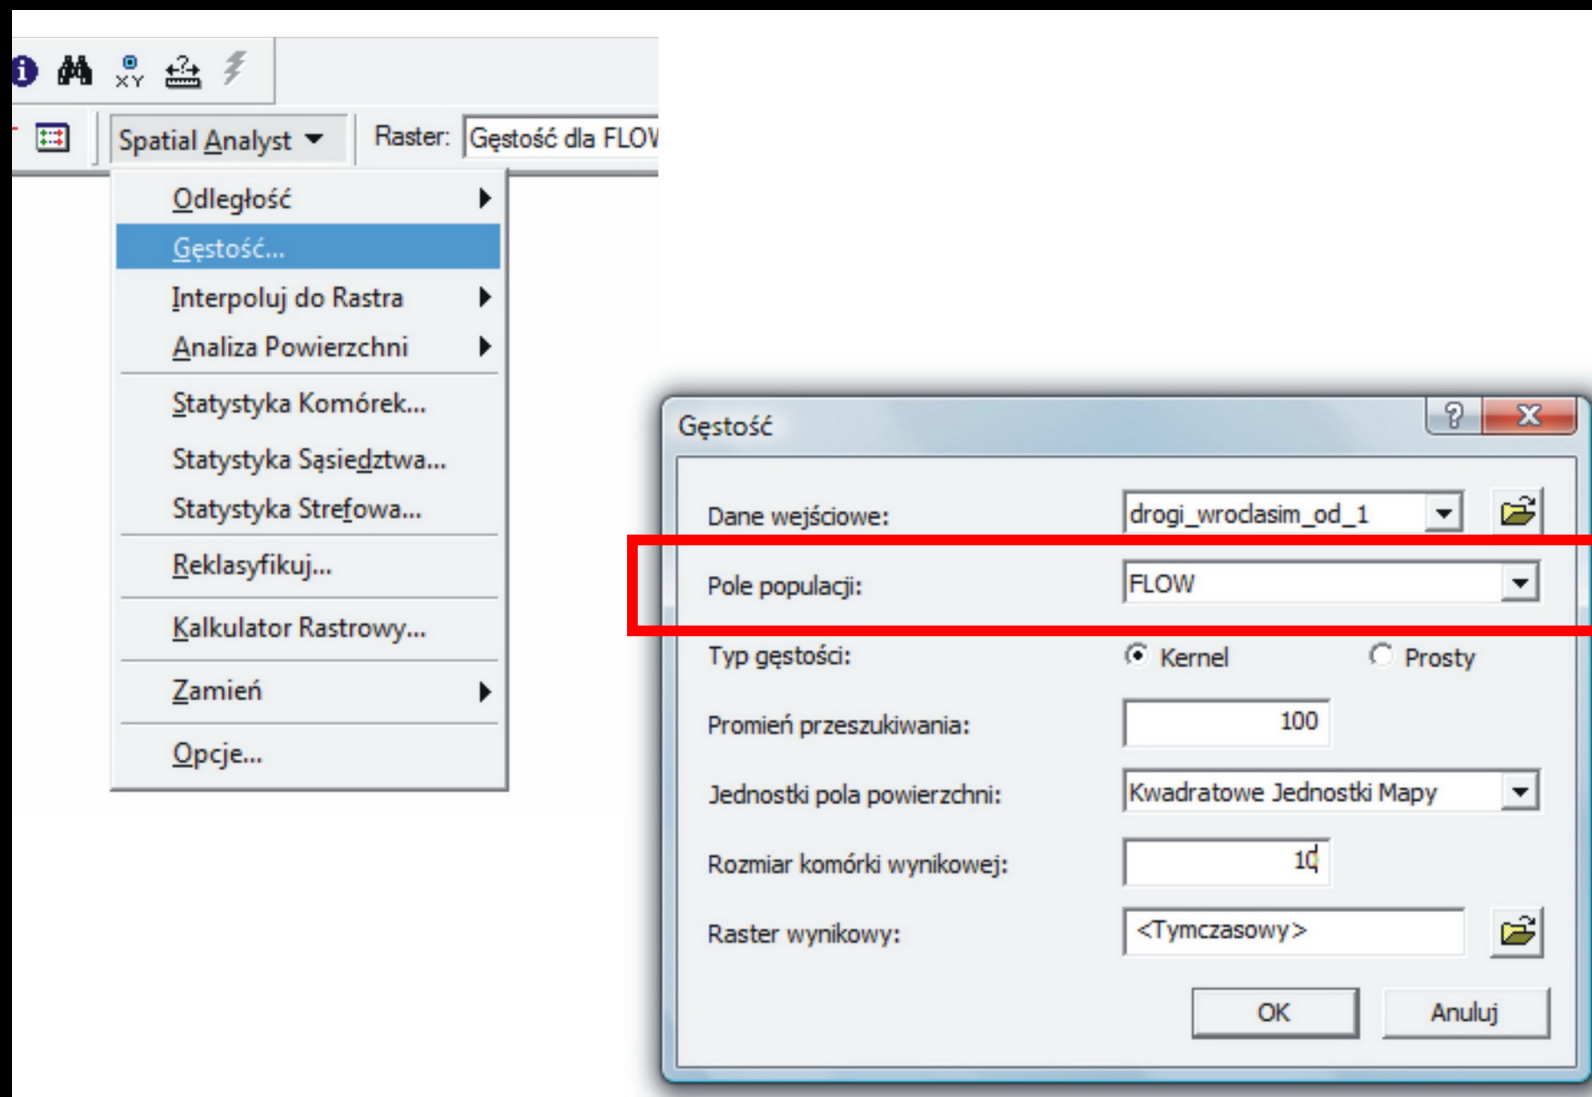 XY
Spatial Analyst
Raster: Gęstość dla FLOW
Odległość
Gęstość...
Interpoluj do Rastra
Analiza Powierzchni
Statystyka Komórek...
Statystyka Sąsiedztwa...
Statystyka Strefowa...
Reklasyfikuj...
Kalkulator Rastrowy...
Zamień
Opcje...
Gęstość
Dane wejściowe: drogi_wroclasim_od_1
Pole populacji: FLOW
Typ gęstości: Kernel Prosty
Promień przeszukiwania: 100
Jednostki pola powierzchni: Kwadratowe Jednostki Mapy
Rozmiar komórki wynikowej: 10
Raster wynikowy: <Tymczasowy>
OK Anuluj